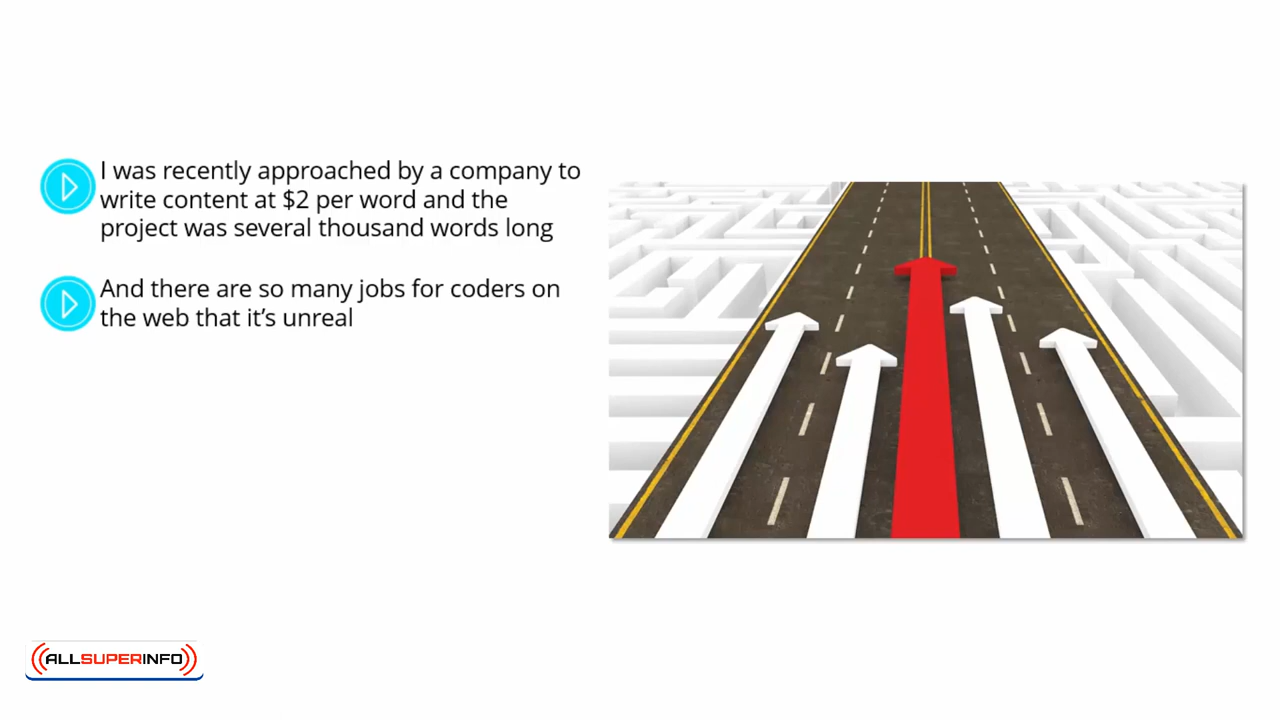 I was recently approached by a company to
write content at $2 per word and the
project was several thousand words long
And there are so many jobs for coders on
the web that it’s unreal
ALLSUPERINFO